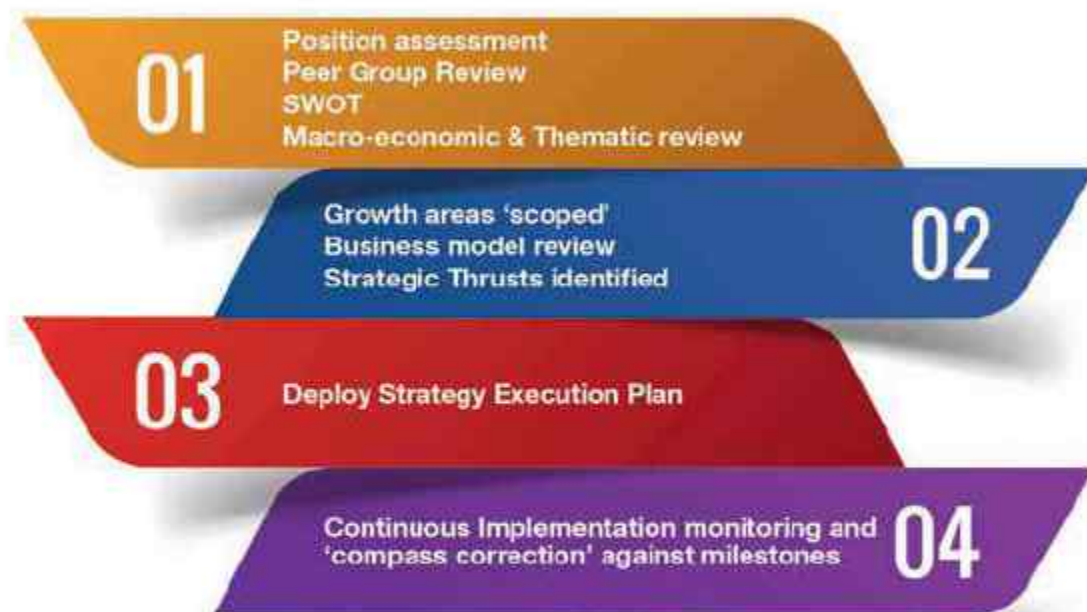 01
Position assessment
Peer Group Review
SWOT
Macro-economic & Thematic review
Growth areas ‘scoped’
Business model review
Strategic Thrusts identified
02
03
Deploy Strategy Execution Plan
Continuous Implementation monitoring and
‘compass correction’ against milestones
04